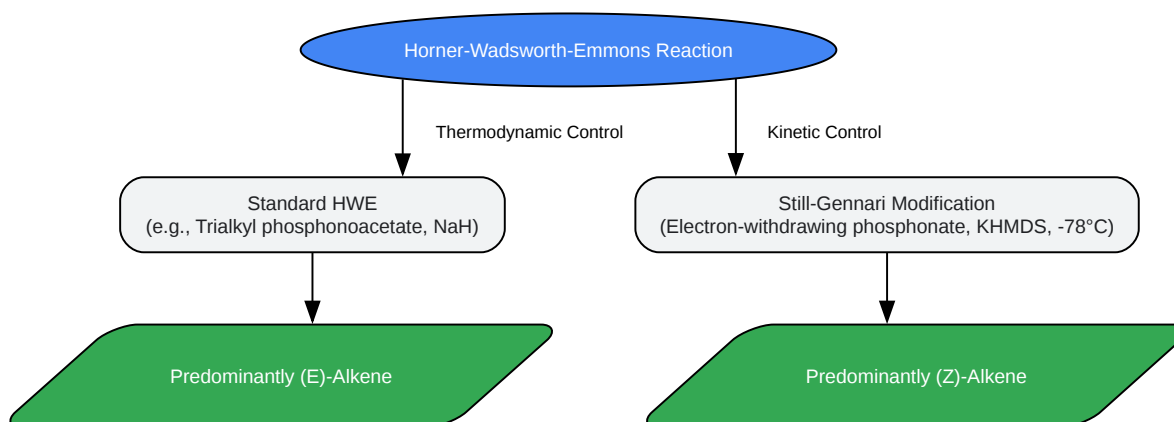 Horner-Wadsworth-Emmons Reaction
Thermodynamic Control
Kinetic Control
Standard HWE
(e.g., Trialkyl phosphonoacetate, NaH)
Still-Gennari Modification
(Electron-withdrawing phosphonate, KHMDS, -78°C)
Predominantly (E)-Alkene
Predominantly (Z)-Alkene